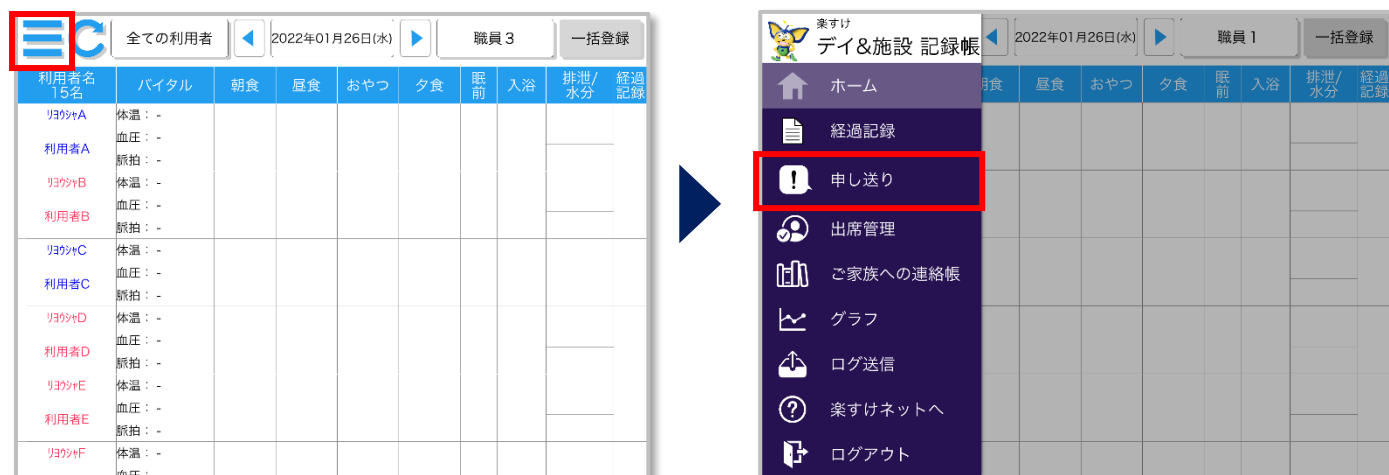 全ての利用者
2022年01月26日(水)
職員3
一括登録
利用者名
15名
バイタル
朝食
昼食
おやつ
夕食
眠前
入浴
排泄/
水分
経過
記録
リヨウシャA
利用者A
体温: -
血圧: -
脈拍: -
リヨウシャB
利用者B
体温: -
血圧: -
脈拍: -
リヨウシャC
利用者C
体温: -
血圧: -
脈拍: -
リヨウシャD
利用者D
体温: -
血圧: -
脈拍: -
リヨウシャE
利用者E
体温: -
血圧: -
脈拍: -
リヨウシャF
体温: -
楽すけ
デイ&施設 記録帳
2022年01月26日(水)
職員1
一括登録
ホーム
経過記録
申し送り
出席管理
ご家族への連絡帳
グラフ
ログ送信
楽すけネットへ
ログアウト
昼食
おやつ
夕食
眠前
入浴
排泄/
水分
経過
記録